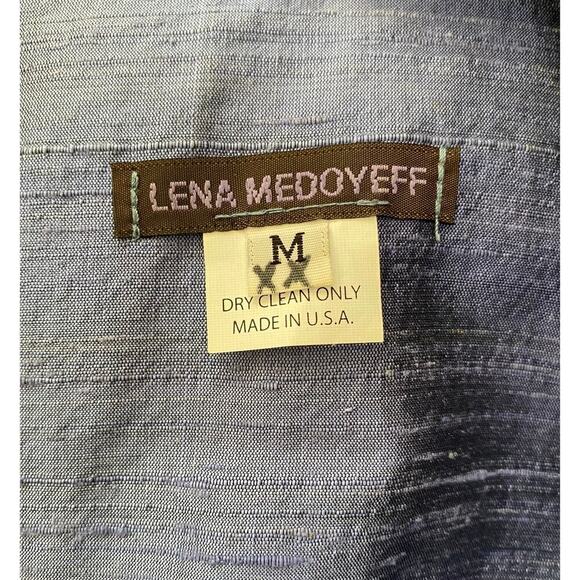 LENA MEDOYEFF
M
XX
DRY CLEAN ONLY
MADE IN U.S.A.